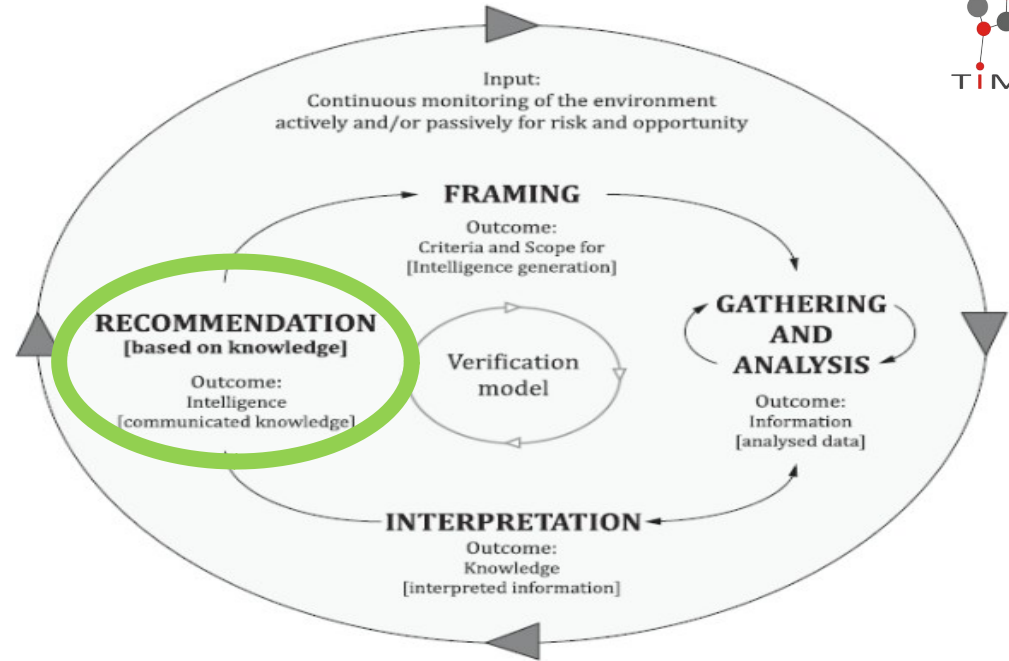 TiM
Input:
Continuous monitoring of the environment
actively and/or passively for risk and opportunity
FRAMING
Outcome:
Criteria and Scope for
[Intelligence generation]
RECOMMENDATION
[based on knowledge]
Outcome:
Intelligence
[communicated knowledge]
Verification
model
GATHERING
AND
ANALYSIS
Outcome:
Information
[analysed data]
INTERPRETATION
Outcome:
Knowledge
[interpreted information]